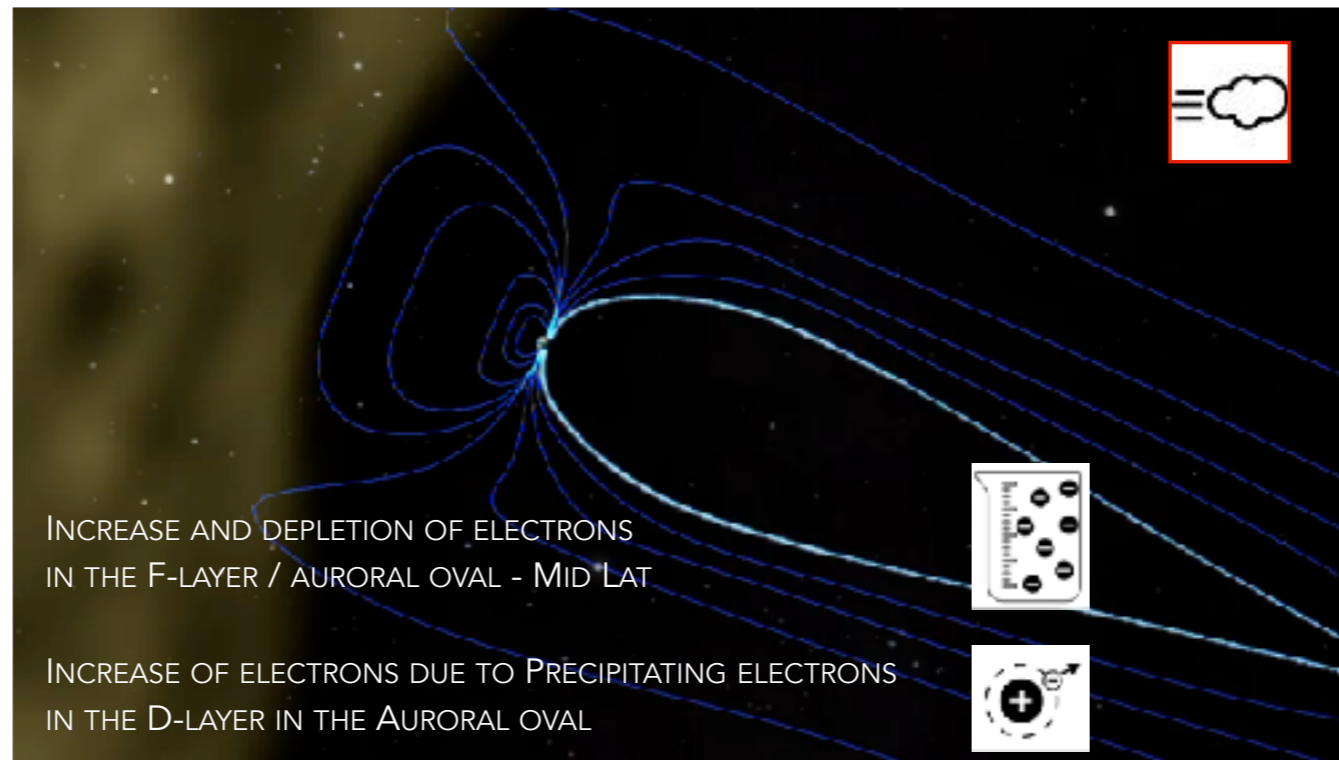 Increase and depletion of electrons
in the F-layer / auroral oval - Mid Lat
Increase of electrons due to Precipitating electrons
in the D-layer in the Auroral oval